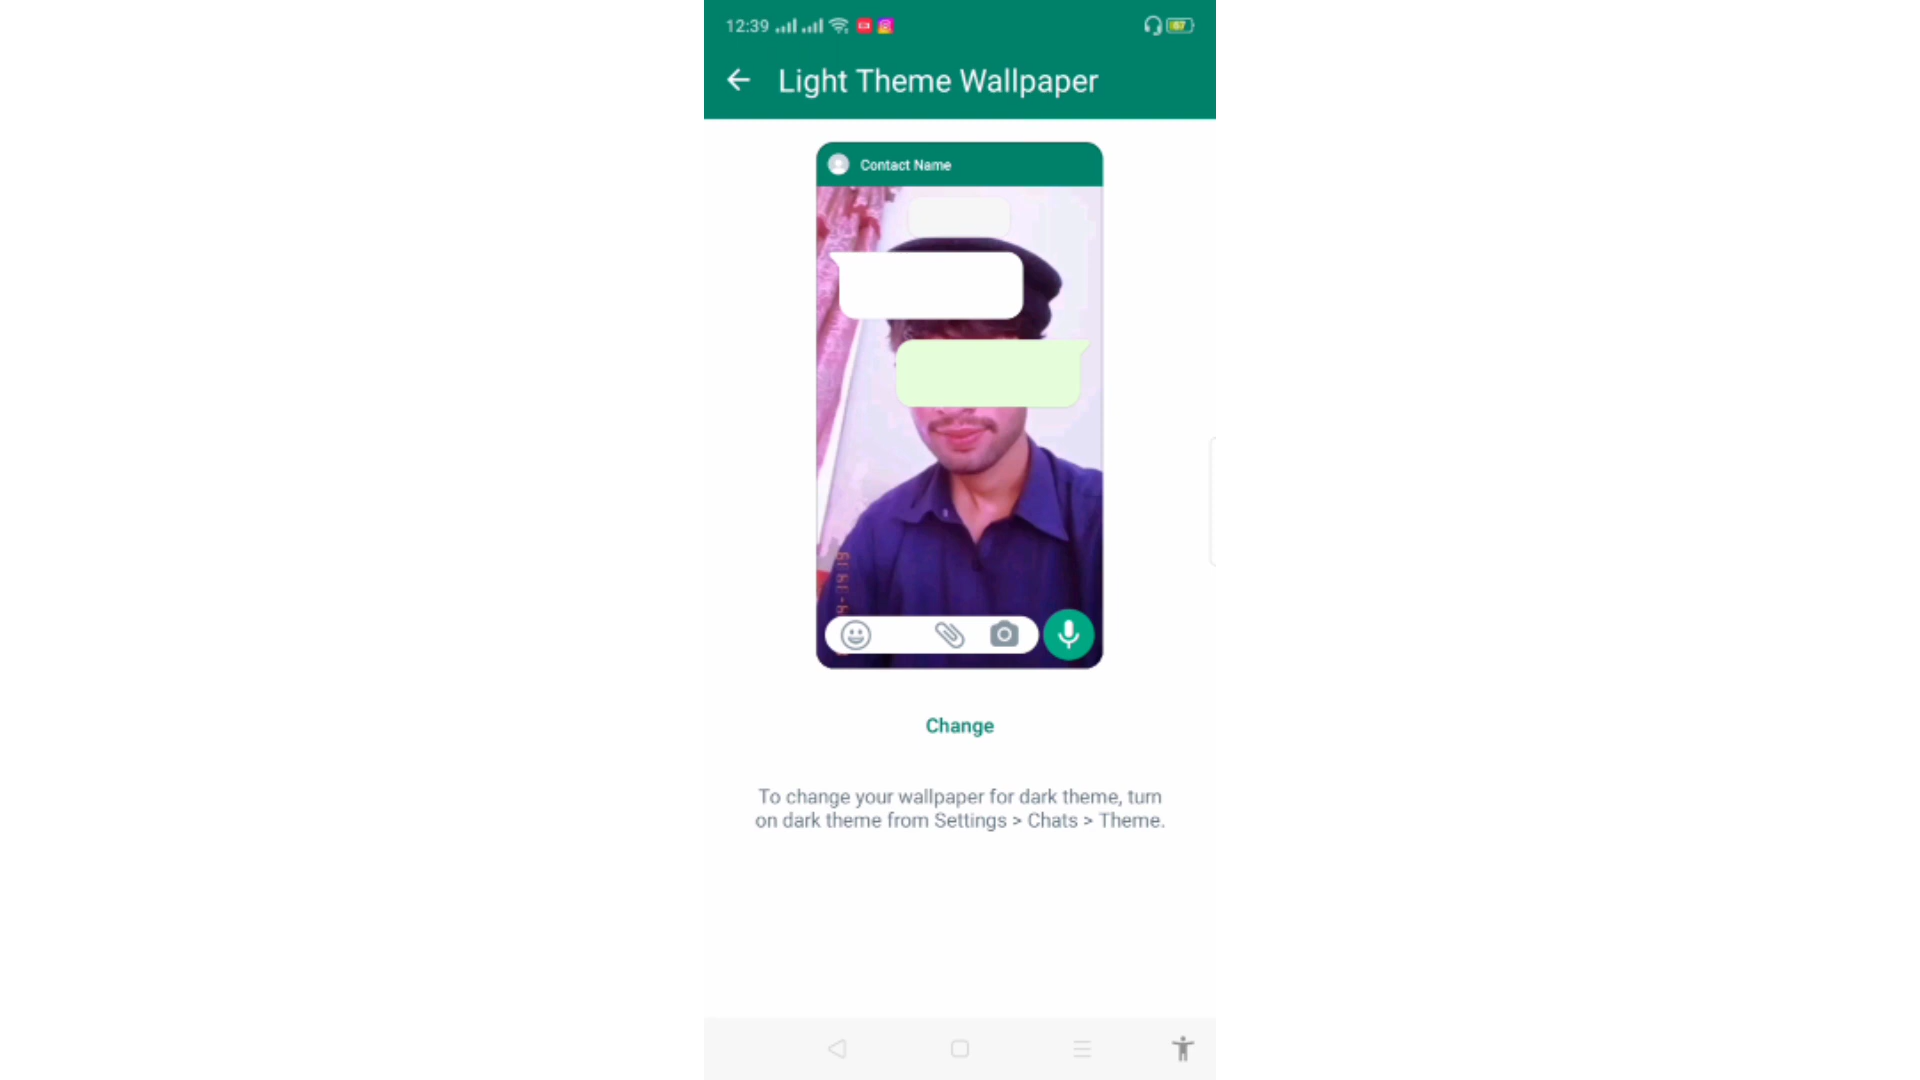 12:39
67
Light Theme Wallpaper
Contact Name
Change
To change your wallpaper for dark theme, turn
on dark theme from Settings > Chats > Theme.